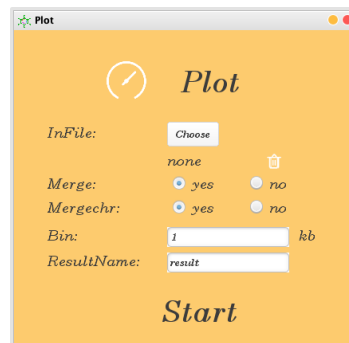 Plot
Plot
InFile: Choose
none
Merge: yes no
Mergechr: yes no
Bin: 1 kb
ResultName: result
Start